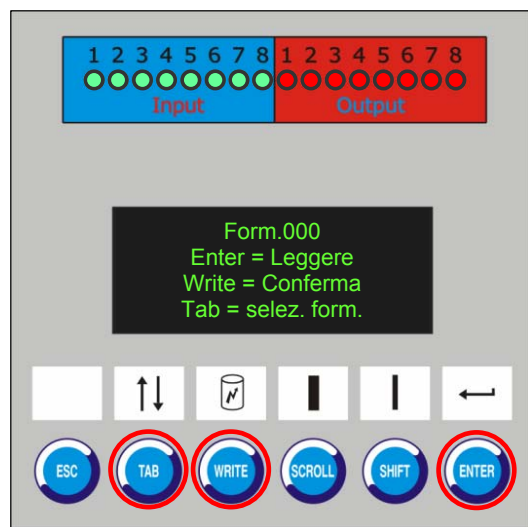 1 2 3 4 5 6 7 8 1 2 3 4 5 6 7 8
Input Output
Form.000
Enter = Leggere
Write = Conferma
Tab = selez. form.
ESC TAB WRITE SCROLL SHIFT ENTER